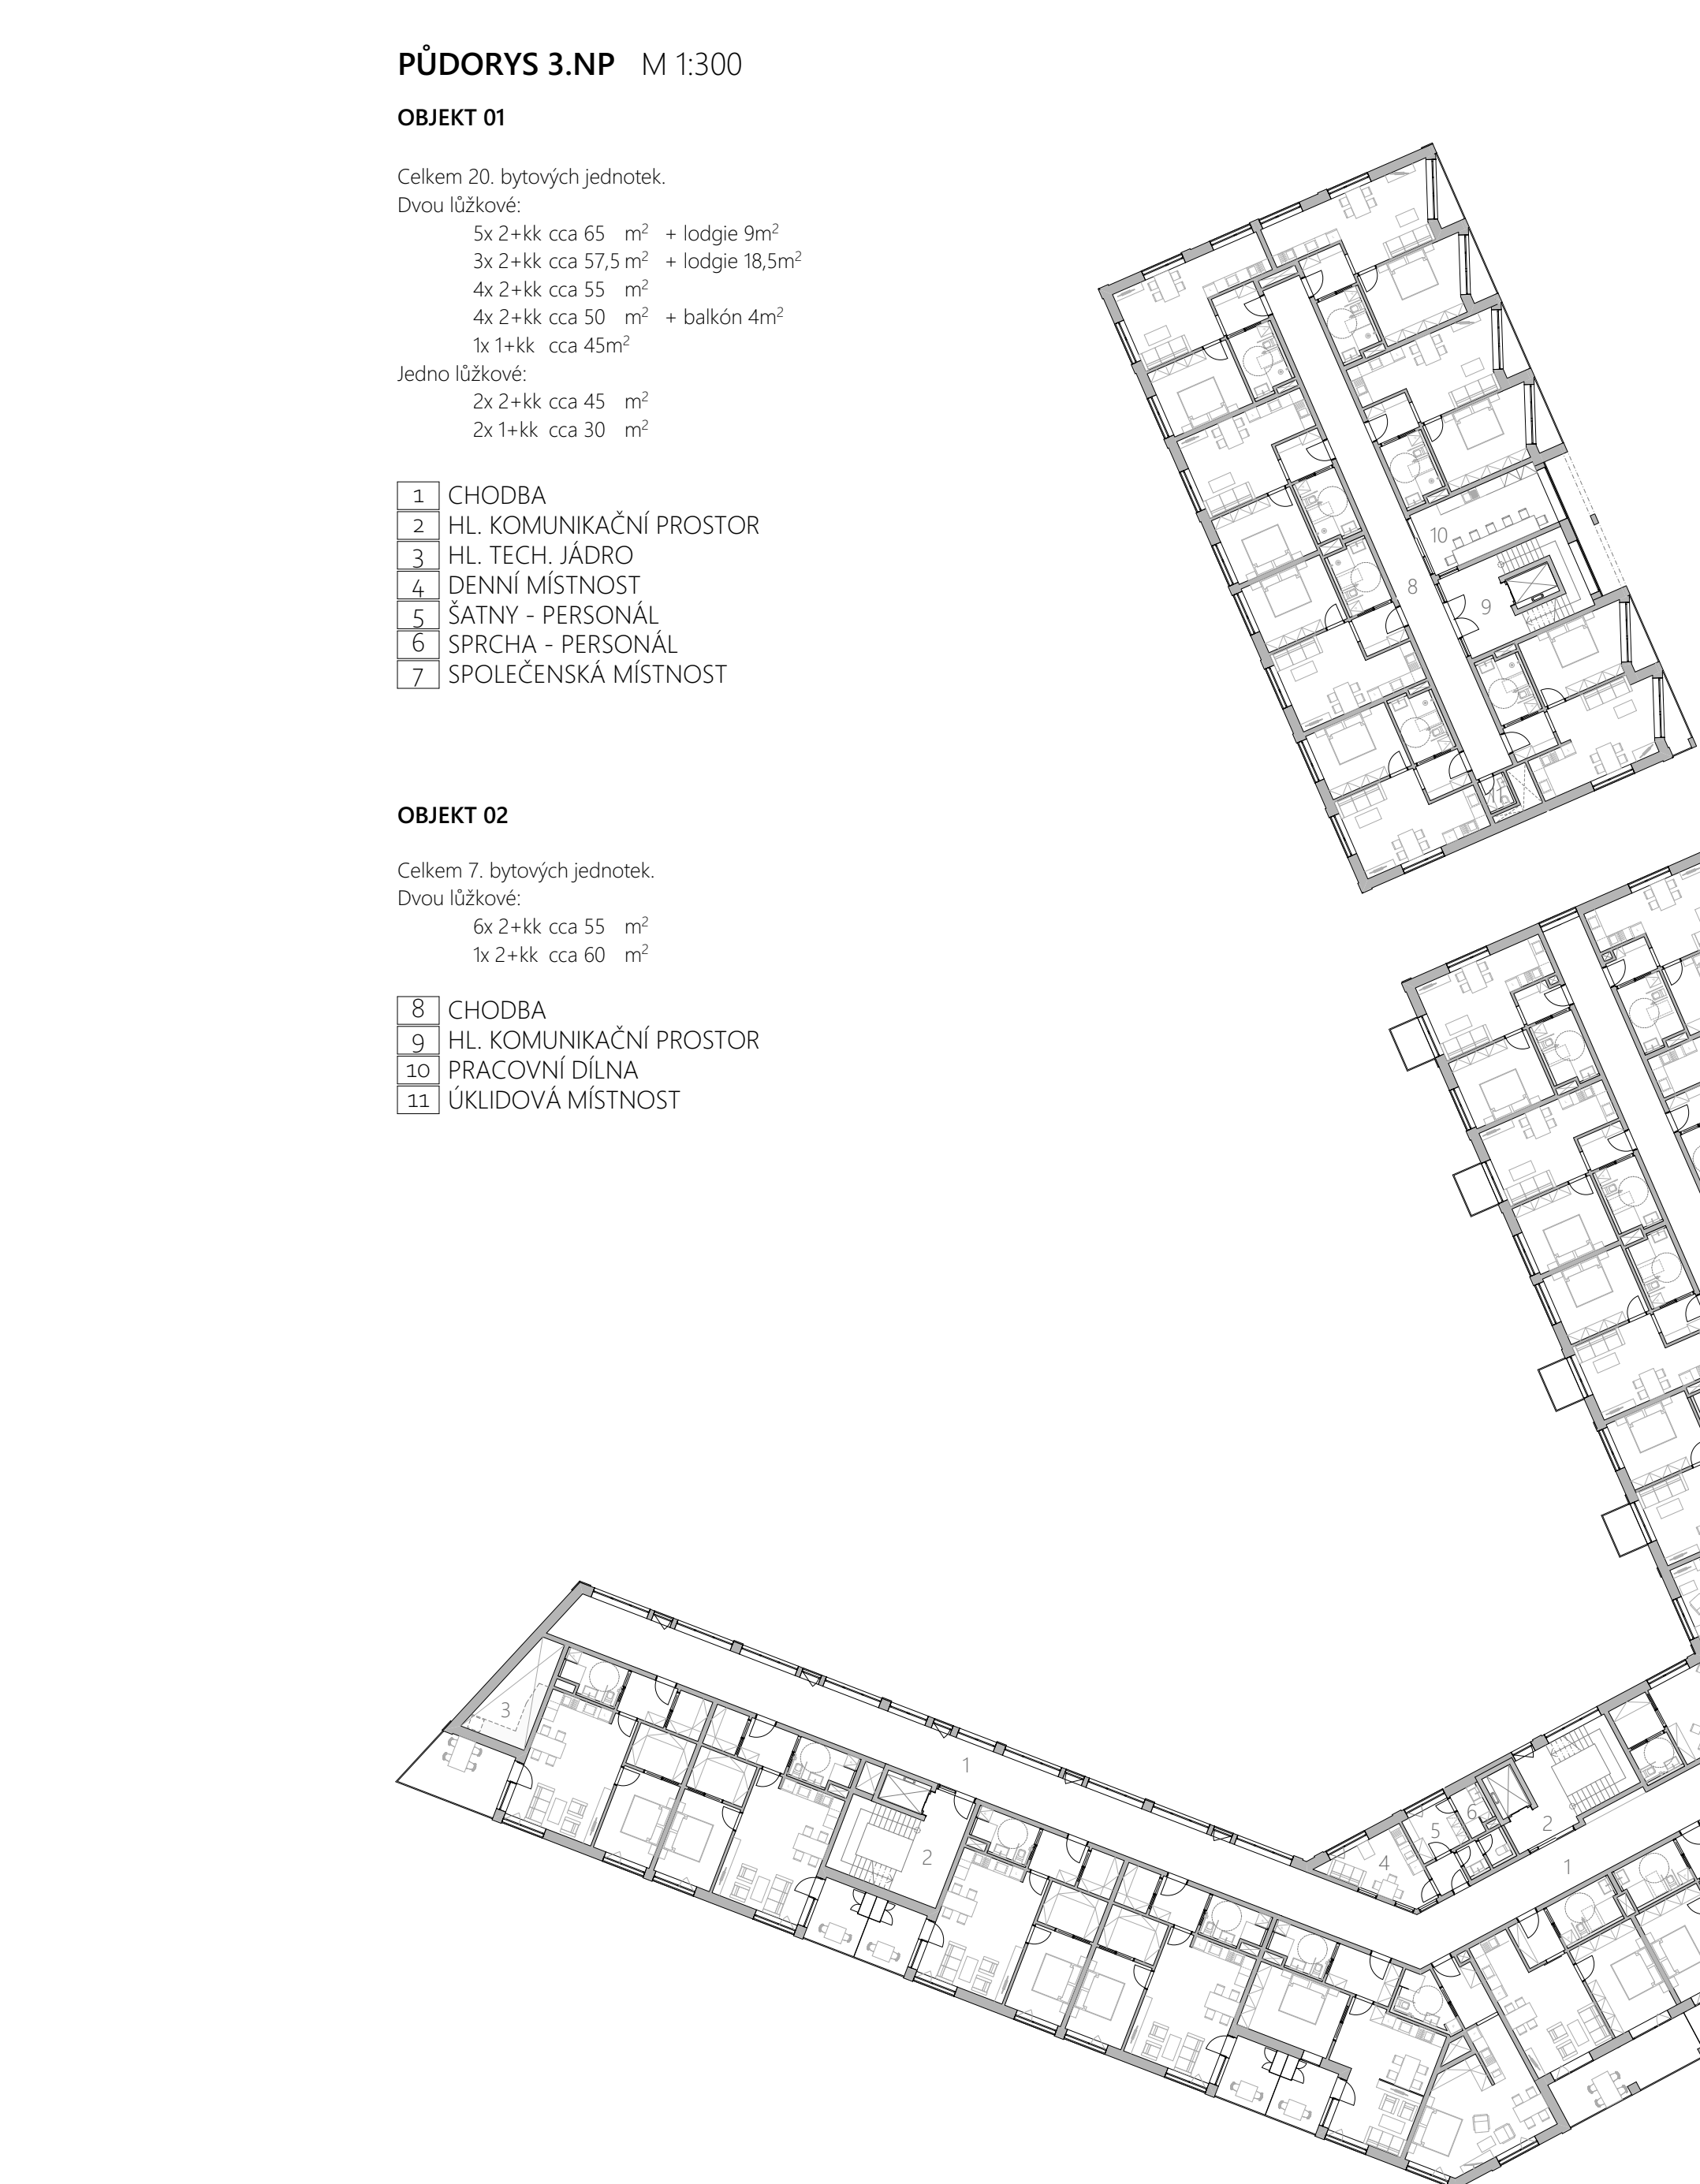 PŮDORYS 3.NP M 1:300
OBJEKT 01
Celkem 20. bytových jednotek.
Dvou lůžkové:
5x 2+kk cca 65 m² + lodgie 9m²
3x 2+kk cca 57,5 m² + lodgie 18,5m²
4x 2+kk cca 55 m²
4x 2+kk cca 50 m² + balkón 4m²
1x 1+kk cca 45m²
Jedno lůžkové:
2x 2+kk cca 45 m²
2x 1+kk cca 30 m²
1 CHODBA
2 HL. KOMUNIKAČNÍ PROSTOR
3 HL. TECH. JÁDRO
4 DENNÍ MÍSTNOST
5 ŠATNY - PERSONÁL
6 SPRCHA - PERSONÁL
7 SPOLEČENSKÁ MÍSTNOST
OBJEKT 02
Celkem 7. bytových jednotek.
Dvou lůžkové:
6x 2+kk cca 55 m²
1x 2+kk cca 60 m²
8 CHODBA
9 HL. KOMUNIKAČNÍ PROSTOR
10 PRACOVNÍ DÍLNA
11 ÚKLIDOVÁ MÍSTNOST
10
8
9
11
3
1
2
4
5
6
2
1